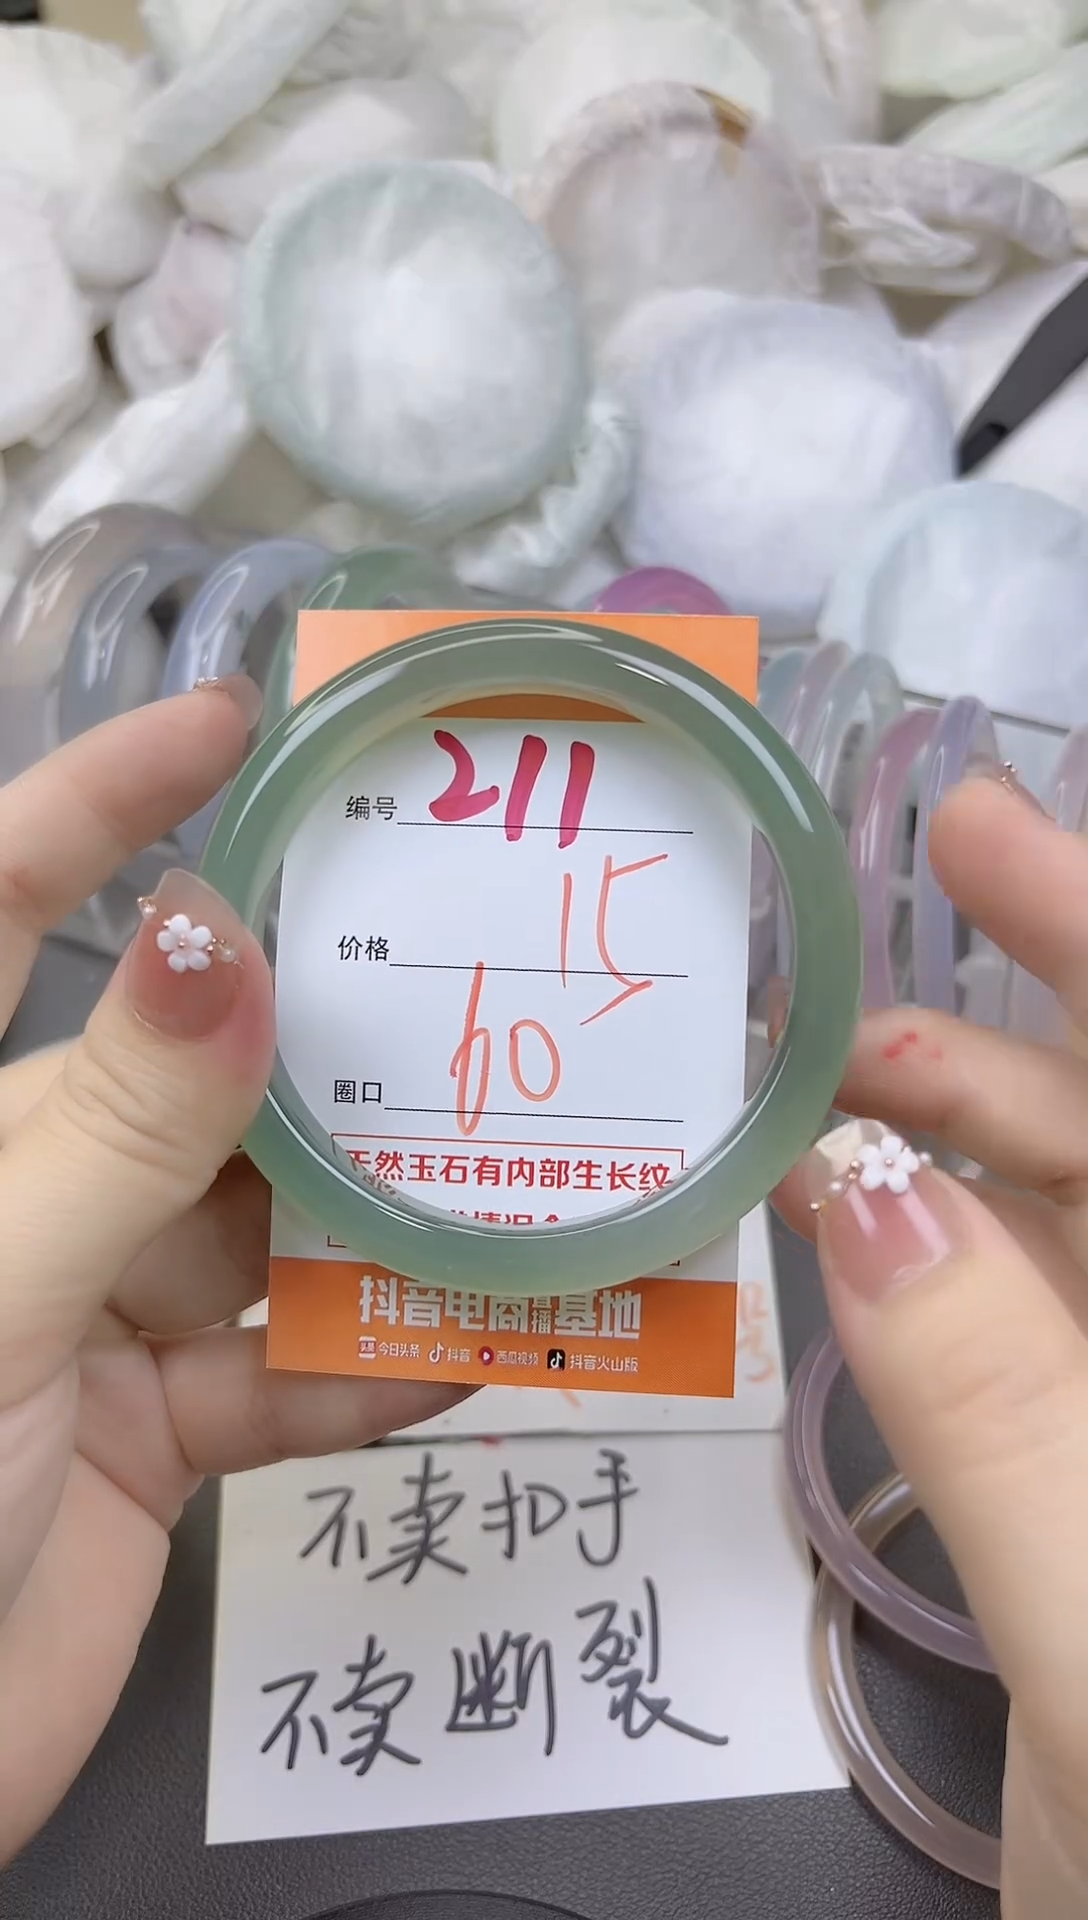 编号 211
价格 15
圈口 60
天然玉石有内部生长纹
抖音电商直播基地
今日头条 抖音 西瓜视频 抖音火山版
不卖扣手
不卖断裂